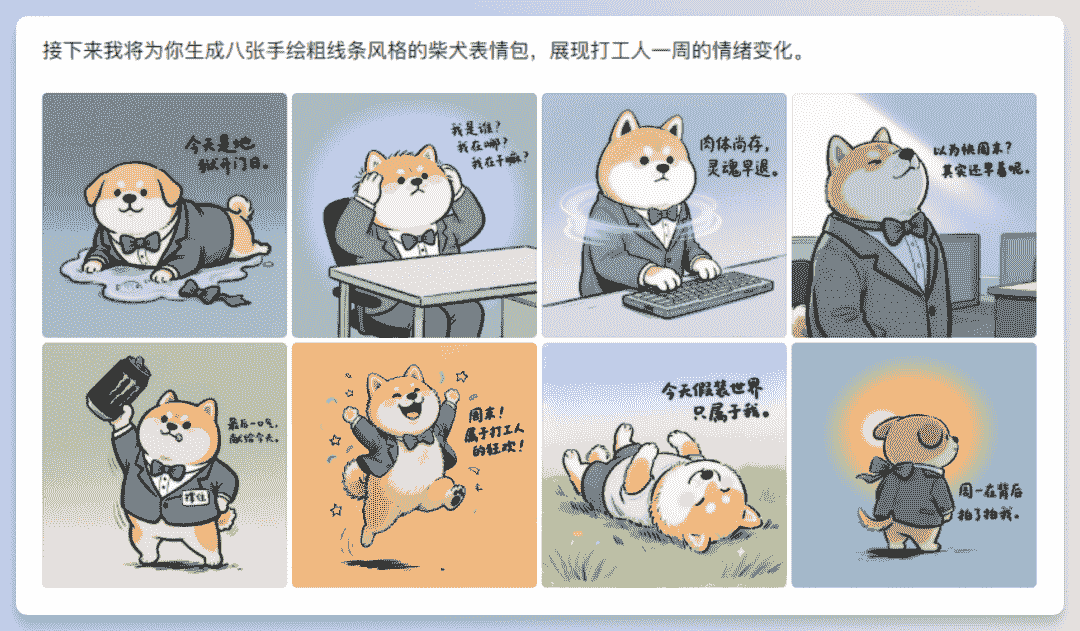 接下来我将为你生成八张手绘粗线条风格的柴犬表情包，展现打工人一周的情绪变化。
今天是地
狱开门日。
我是谁？
我在哪？
我在干嘛？
肉体尚存，
灵魂早退。
以为快周末？
其实还早着呢。
最后一口气，
献给今天。
撑住
周末！
属于打工人
的狂欢！
今天假装世界
只属于我。
周一在背后
拍了拍我。